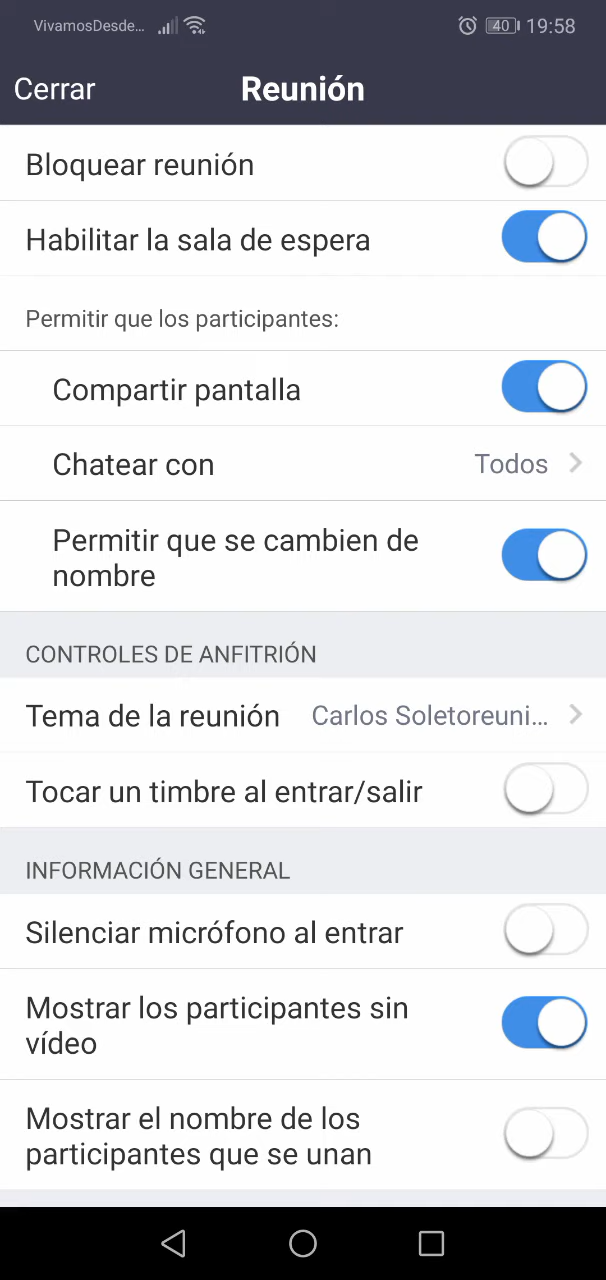 VivamosDesde...
40
19:58
Cerrar
Reunión
Bloquear reunión
Habilitar la sala de espera
Permitir que los participantes:
Compartir pantalla
Chatear con
Todos
Permitir que se cambien de
nombre
CONTROLES DE ANFITRIÓN
Tema de la reunión
Carlos Soletoreuni...
Tocar un timbre al entrar/salir
INFORMACIÓN GENERAL
Silenciar micrófono al entrar
Mostrar los participantes sin
vídeo
Mostrar el nombre de los
participantes que se unan